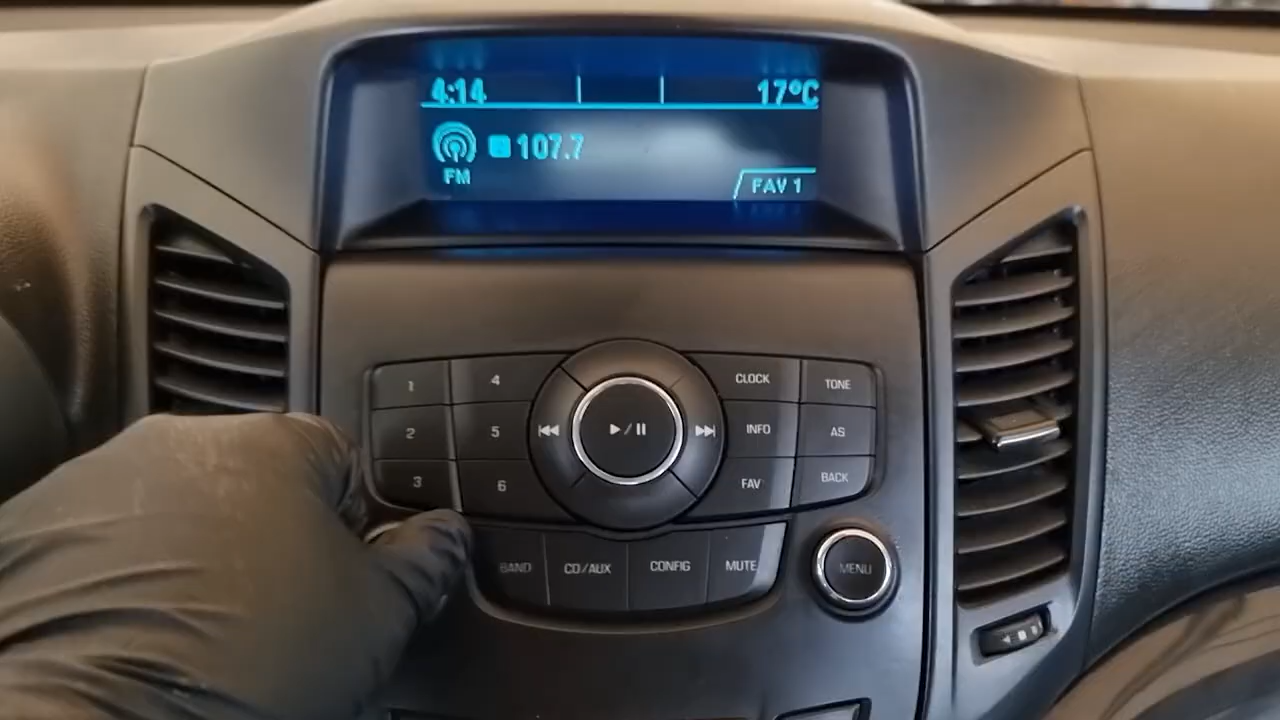 4:14 17°C
107.7
FM
FAV 1
1 4 CLOCK TONE
2 5 ▶/⏸ INFO AS
3 6 FAV BACK
BAND CD/AUX CONFIG MUTE MENU